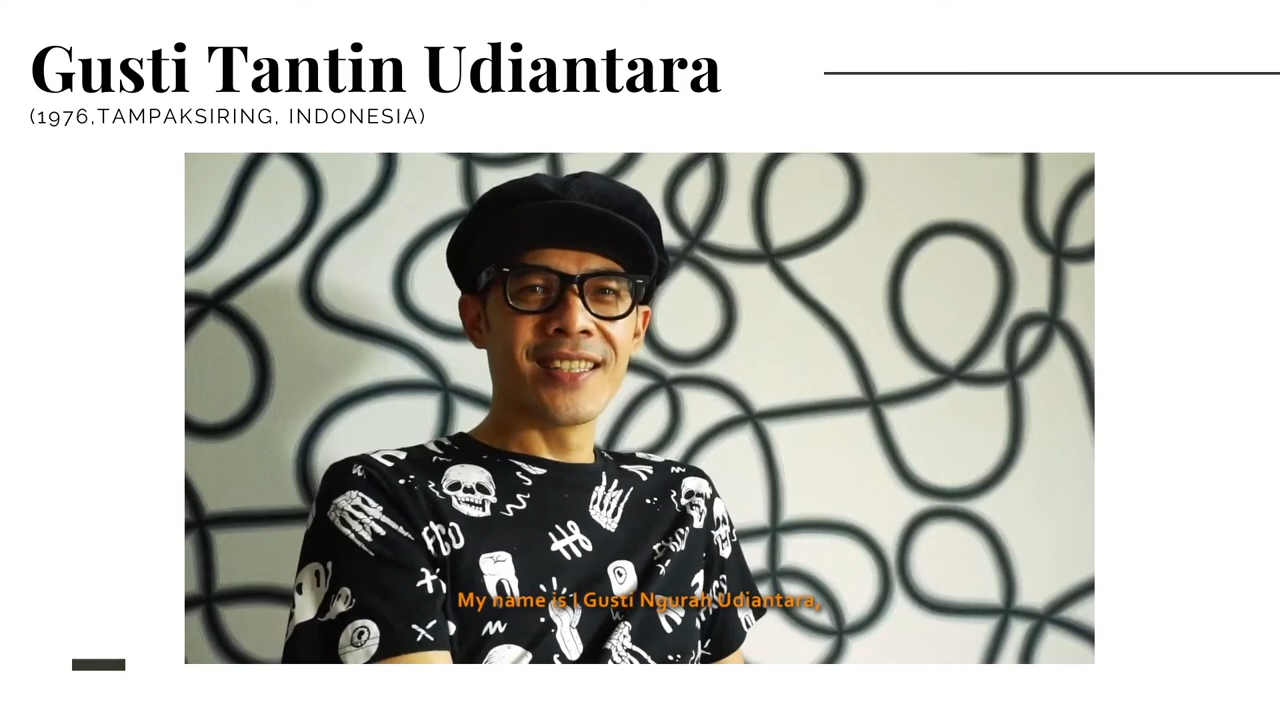 Gusti Tantin Udiantara
(1976,TAMPAKSIRING, INDONESIA)
My name is I Gusti Ngurah Udiantara,